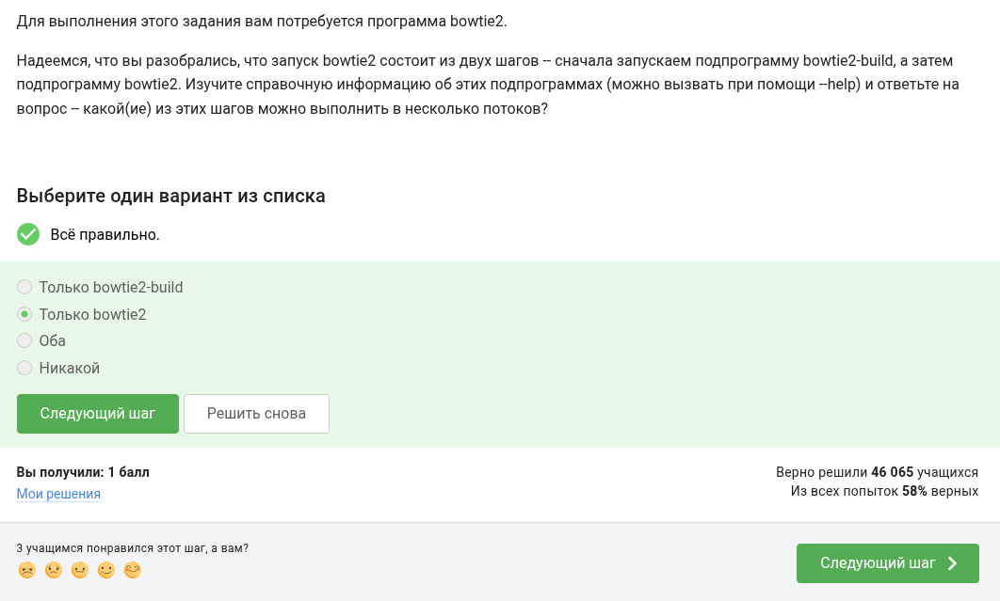 Для выполнения этого задания вам потребуется программа bowtie2.
Надеемся, что вы разобрались, что запуск bowtie2 состоит из двух шагов -- сначала запускаем подпрограмму bowtie2-build, а затем
подпрограмму bowtie2. Изучите справочную информацию об этих подпрограммах (можно вызвать при помощи --help) и ответьте на
вопрос -- какой(ие) из этих шагов можно выполнить в несколько потоков?
Выберите один вариант из списка
Всё правильно.
Только bowtie2-build
Только bowtie2
Оба
Никакой
Следующий шаг
Решить снова
Вы получили: 1 балл
Мои решения
Верно решили 46 065 учащихся
Из всех попыток 58% верных
3 учащимся понравился этот шаг, а вам?
Следующий шаг